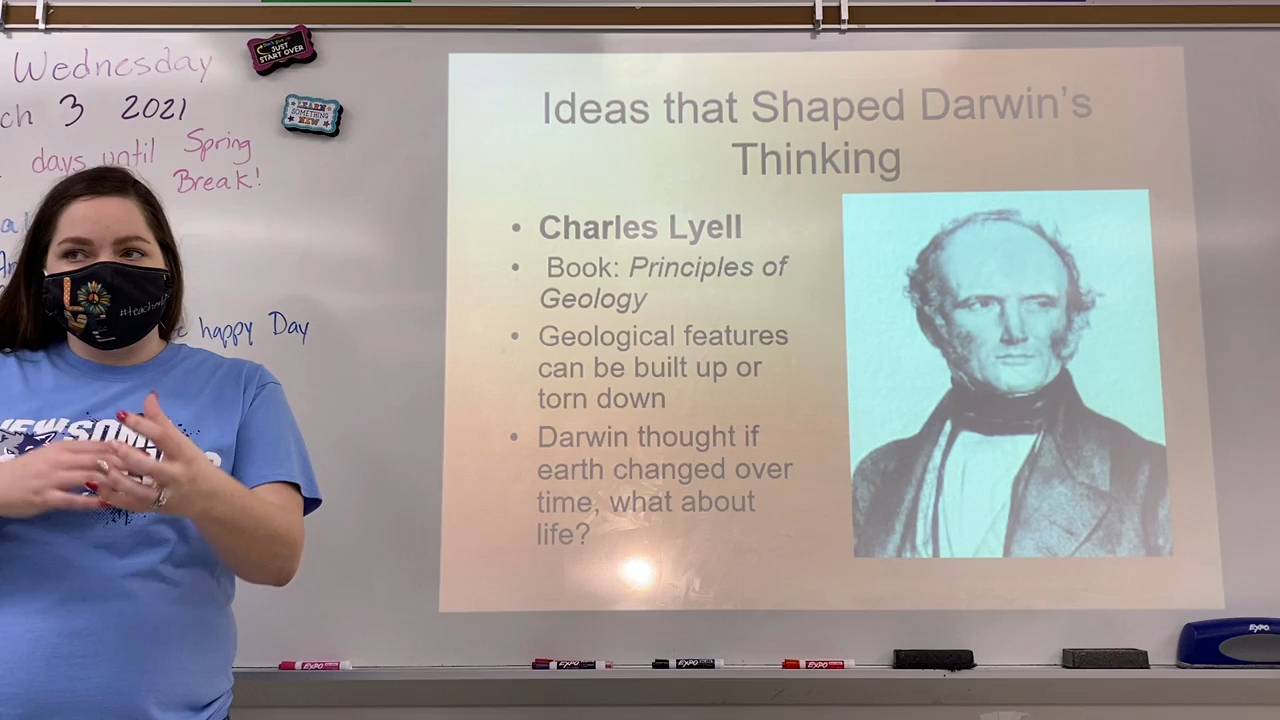 Wednesday
3 2021
days until Spring
Break!
JUST
START OVER
LEARN
SOMETHING
NEW
happy Day
#teach
Ideas that Shaped Darwin's
Thinking
• Charles Lyell
• Book: Principles of
Geology
• Geological features
can be built up or
torn down
• Darwin thought if
earth changed over
time, what about
life?
EXPO
EXPO
EXPO
EXPO
EXPO